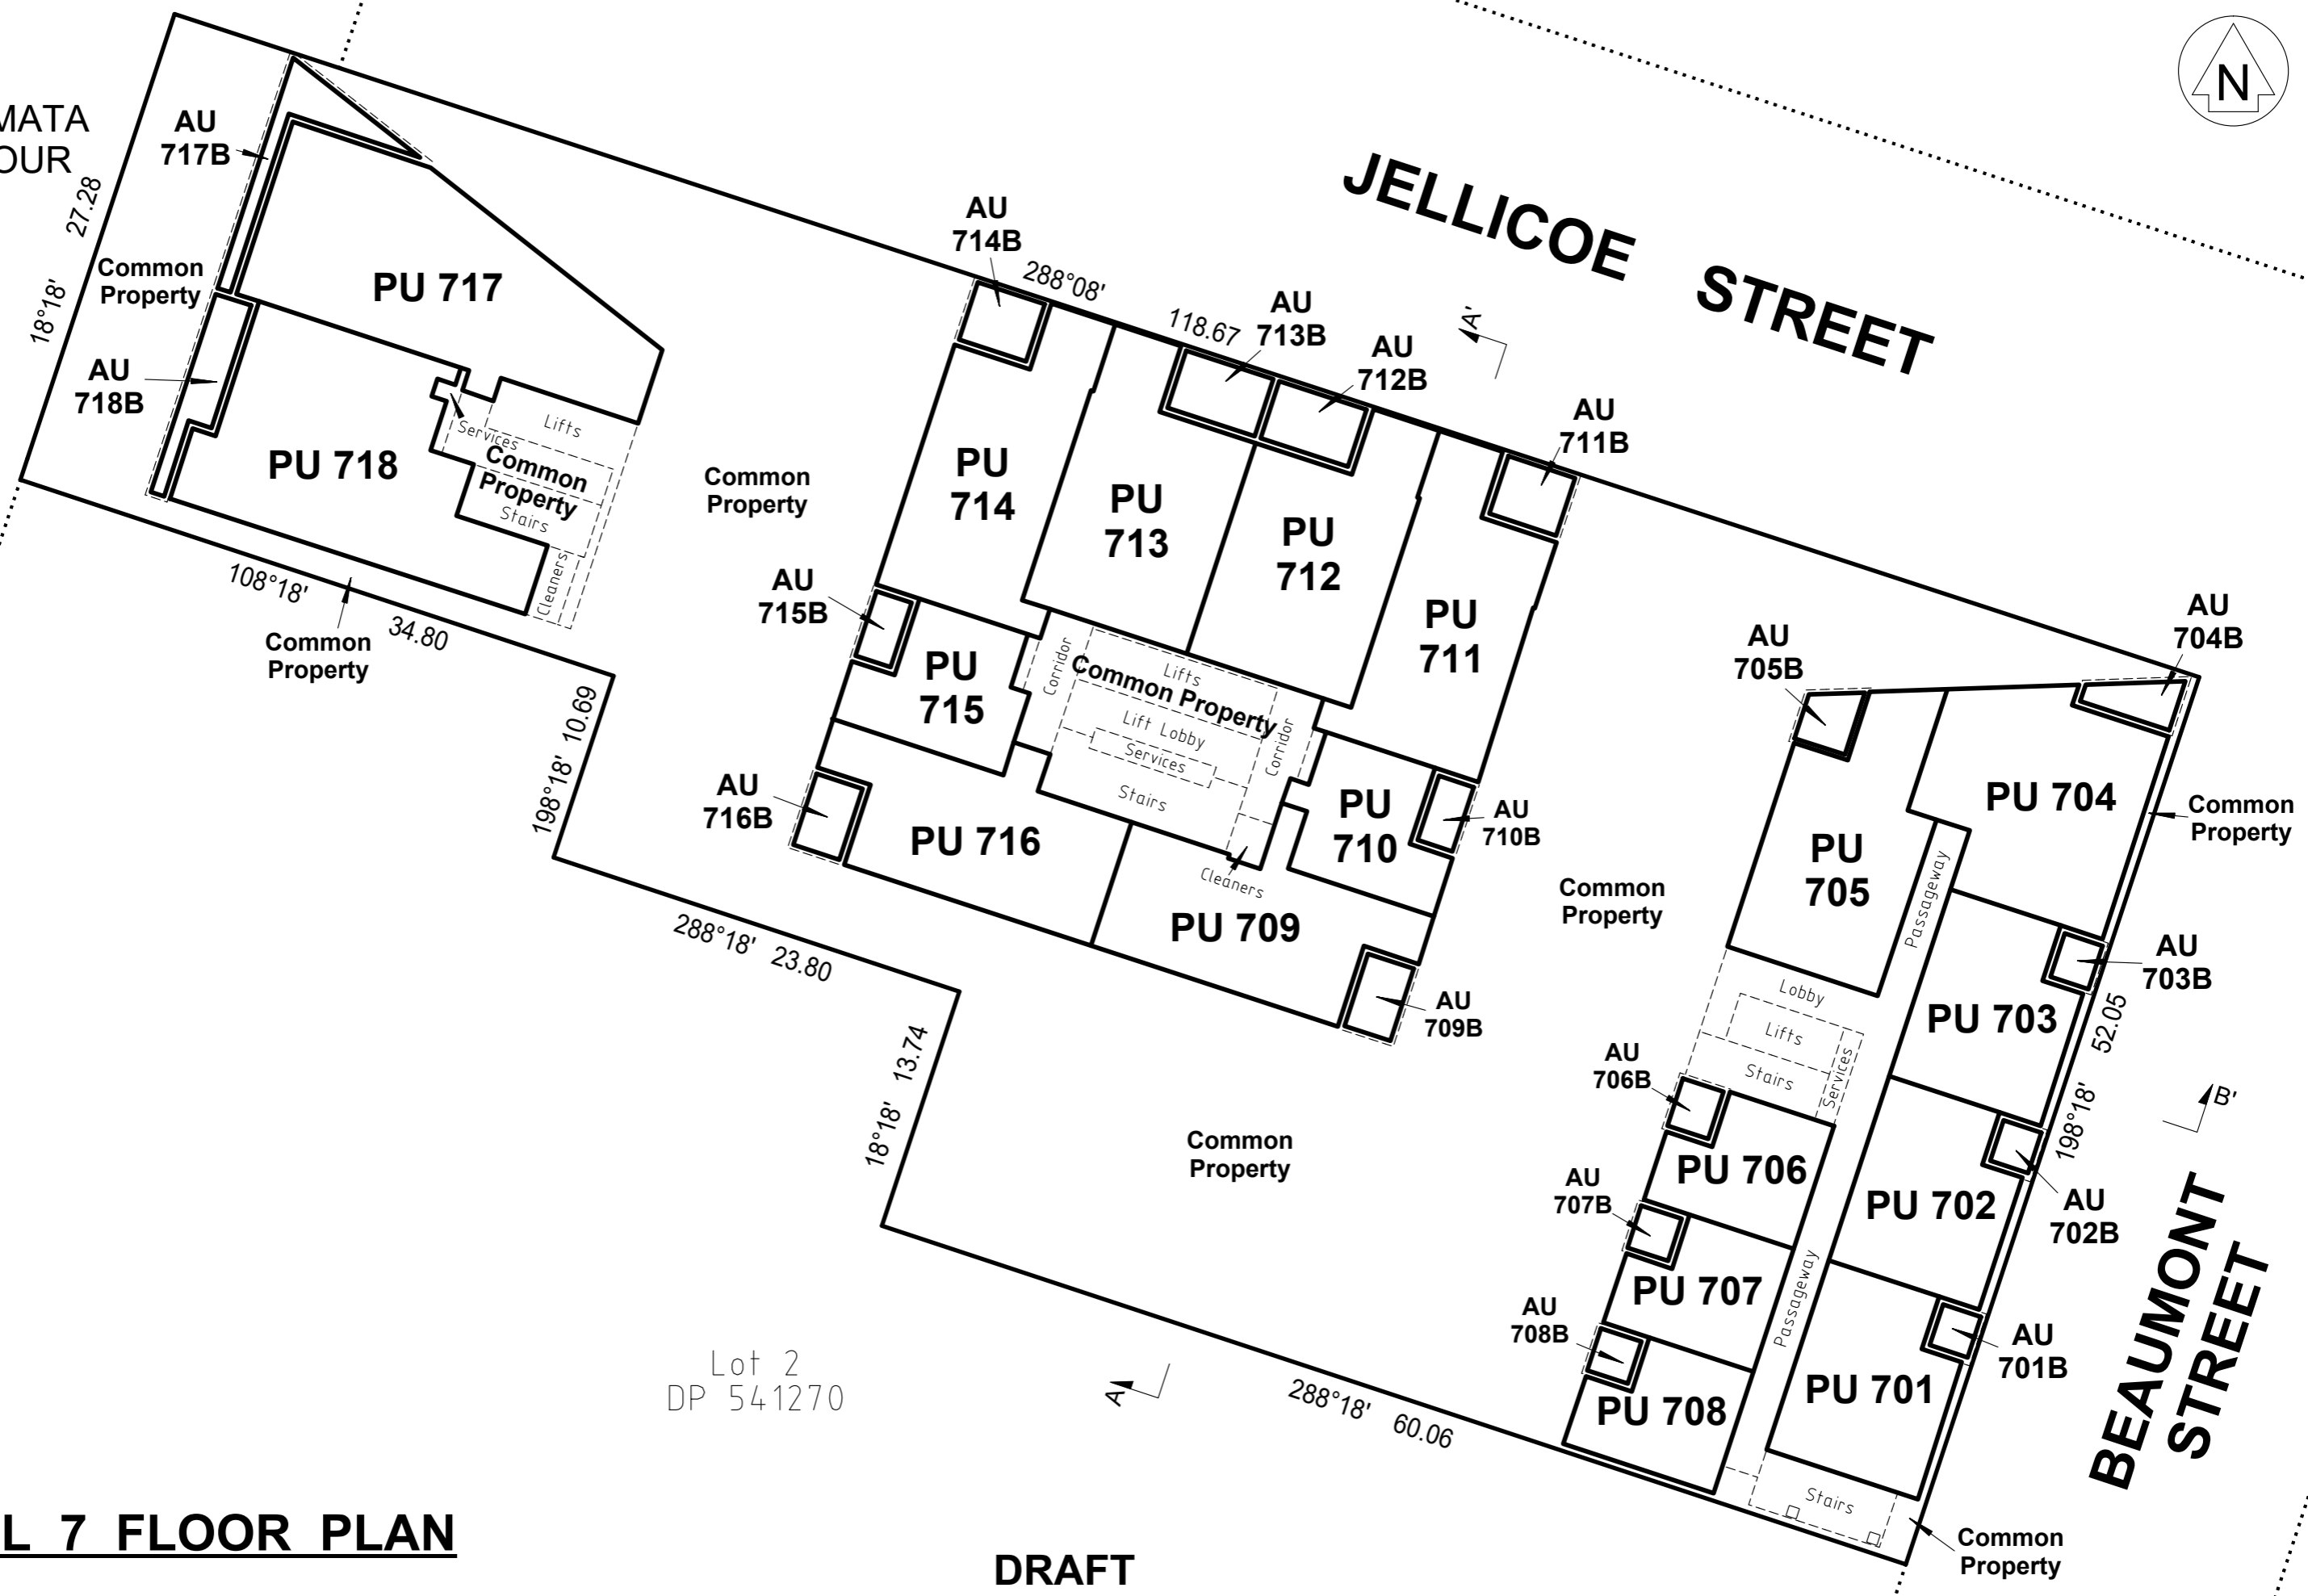 N
MATA
OUR
AU
717B
27.28
18°18'
Common
Property
PU 717
AU
718B
PU 718
Services
Lifts
Common
Property
Stairs
Cleaners
108°18'
34.80
Common
Property
198°18' 10.69
288°18' 23.80
18°18' 13.74
Common
Property
JELLICOE STREET
AU
714B
288°08'
118.67
AU
713B
AU
712B
A'
AU
711B
PU
714
PU
713
PU
712
PU
711
AU
715B
PU
715
Corridor
Lifts
Common Property
Lift Lobby
Services
Corridor
Stairs
AU
716B
PU 716
PU
710
AU
710B
Cleaners
PU 709
AU
709B
Common
Property
Common
Property
AU
704B
AU
705B
PU 704
Common
Property
PU
705
Passageway
AU
703B
PU 703
52.05
Lobby
Lifts
Stairs
Services
AU
706B
198°18'
B'
PU 706
PU 702
AU
702B
AU
707B
PU 707
Passageway
AU
708B
AU
701B
PU 708
PU 701
BEAUMONT
STREET
Stairs
Common
Property
Lot 2
DP 541270
A
288°18' 60.06
L 7 FLOOR PLAN
DRAFT